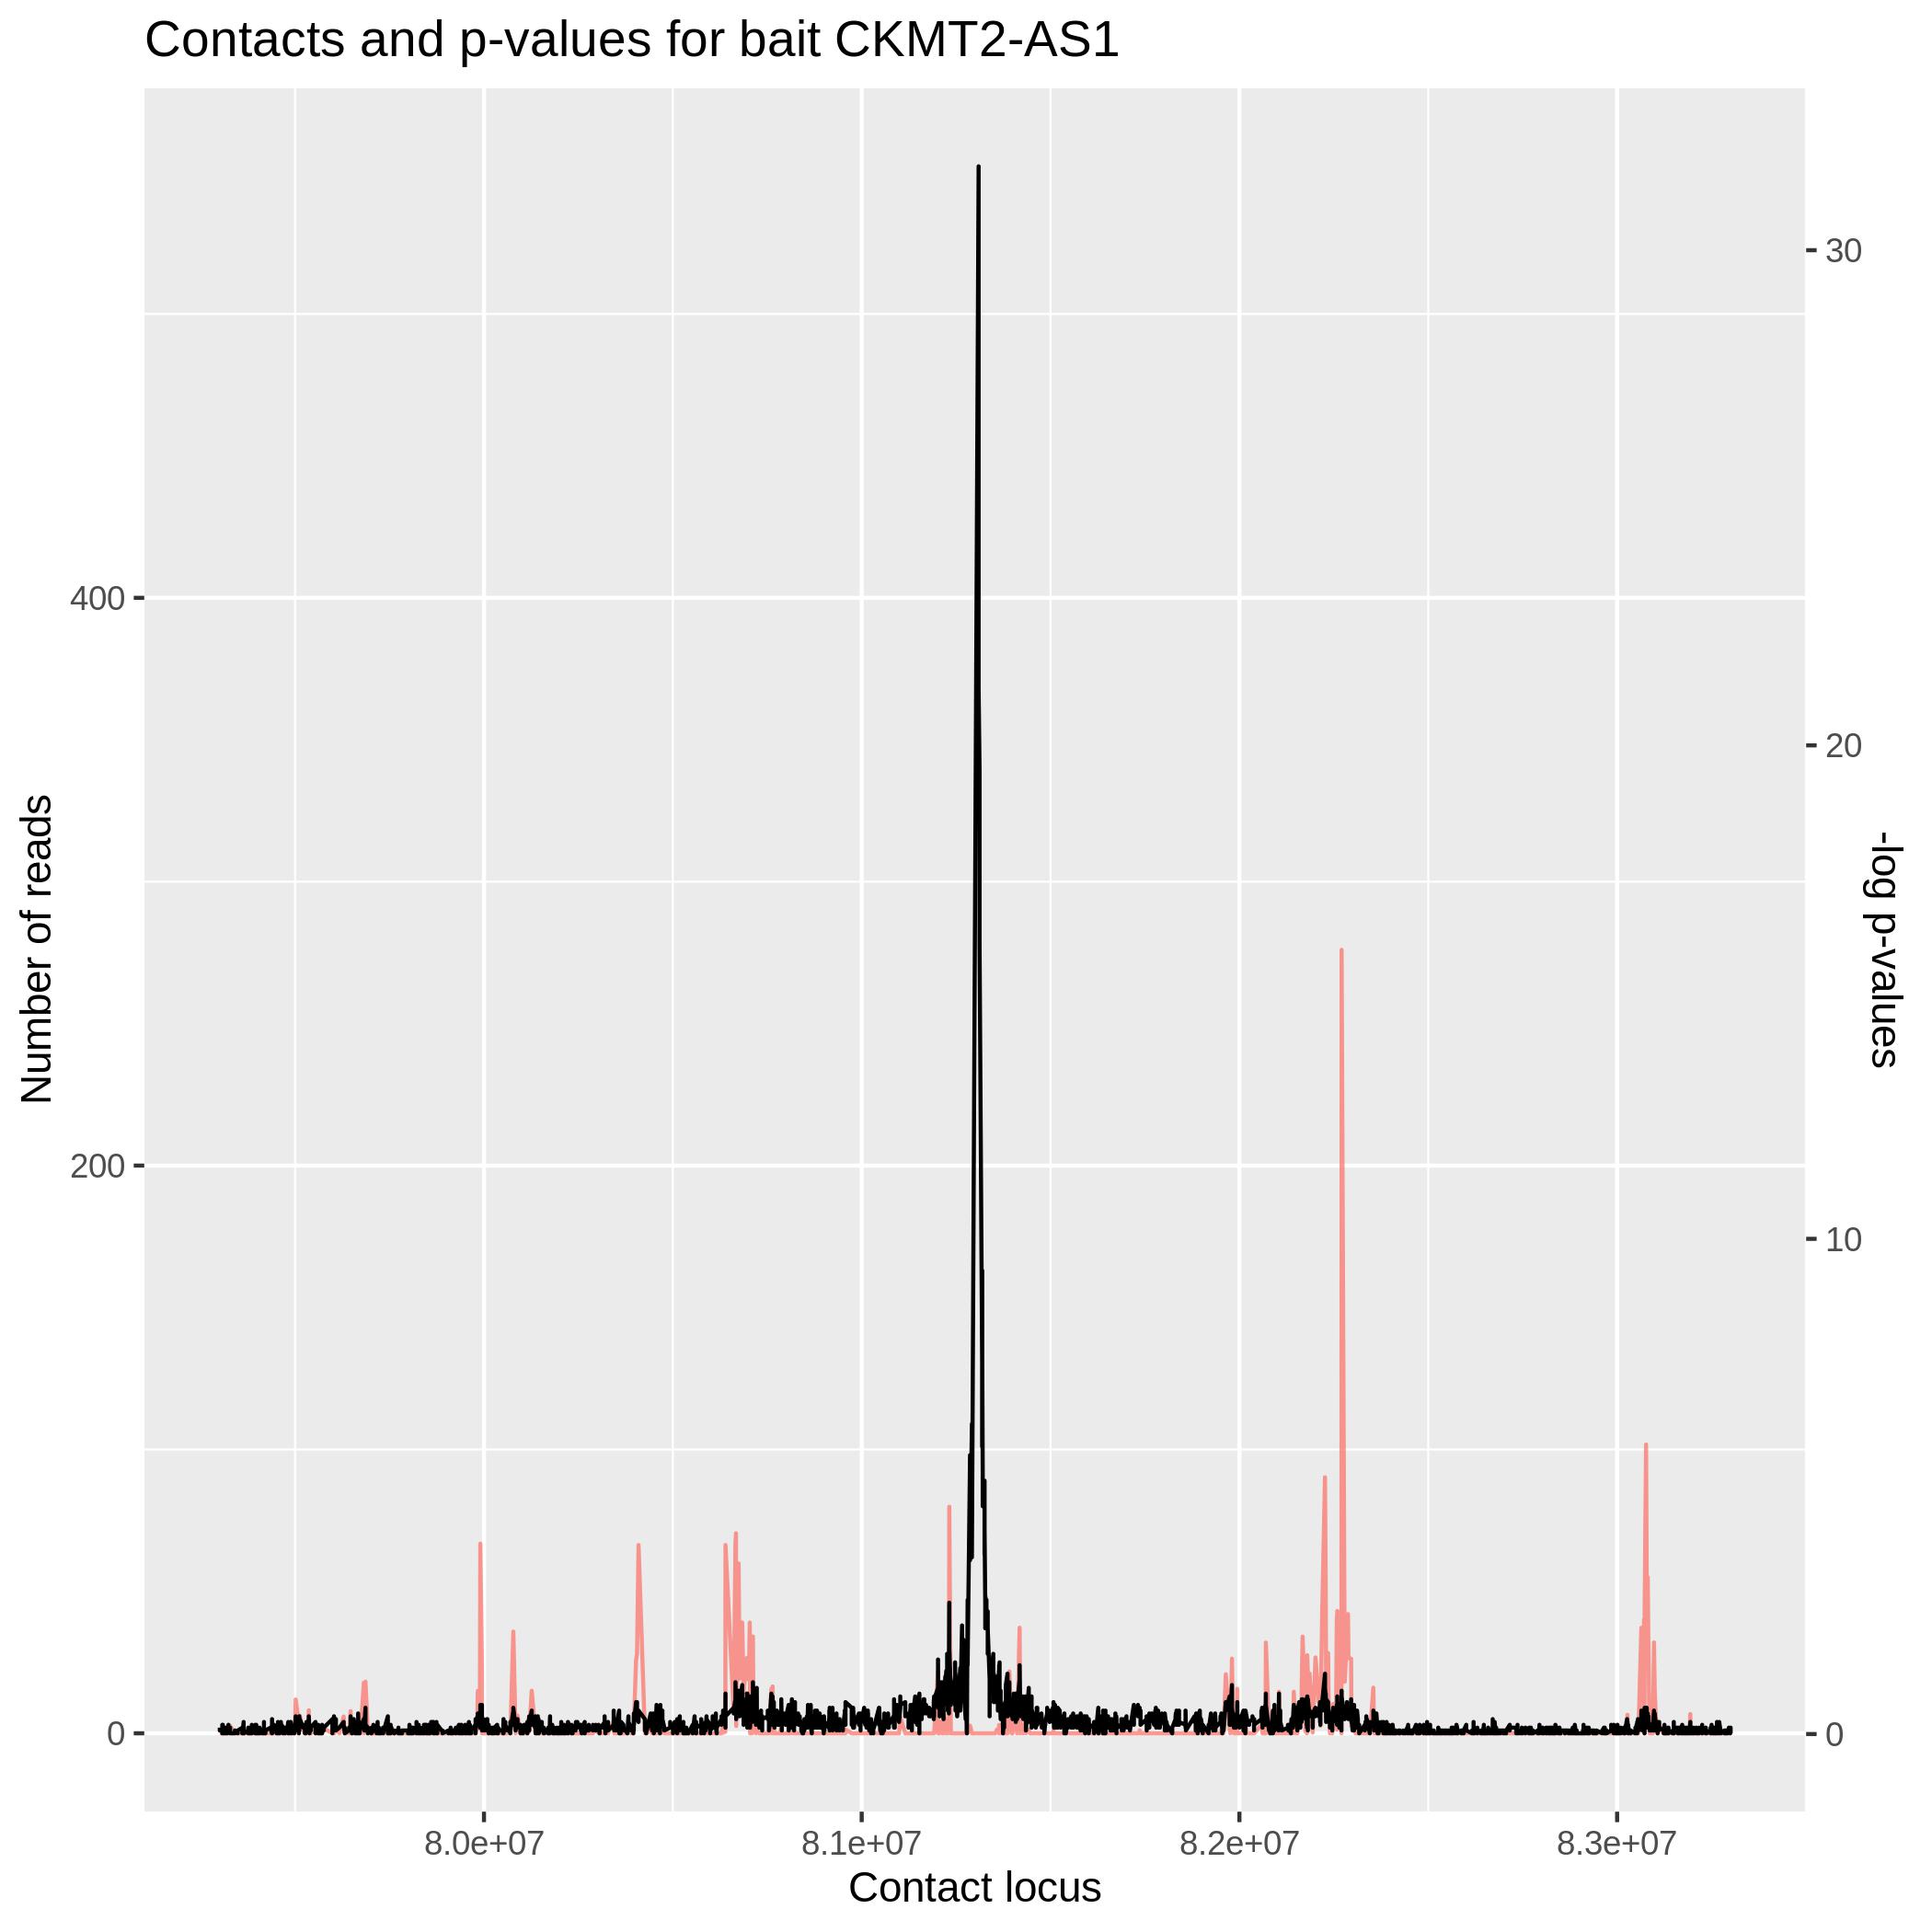 Contacts and p-values for bait CKMT2-AS1
Number of reads
400
200
0
30
20
10
0
-log p-values
8.0e+07
8.1e+07
8.2e+07
8.3e+07
Contact locus